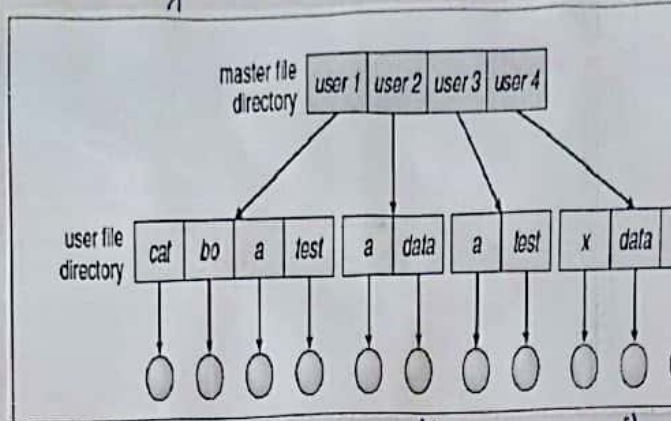 master file directory user 1 user 2 user 3 user 4
user file directory cat bo a test a data a test x data